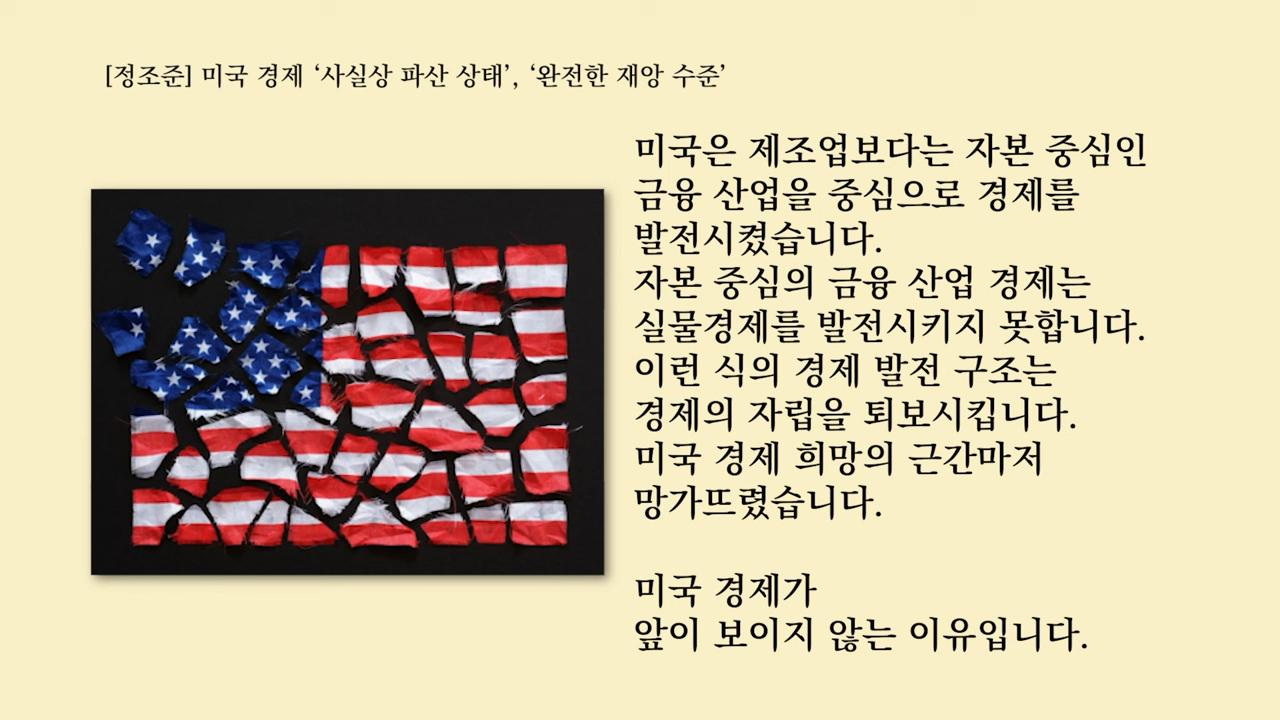 [정조준] 미국 경제 ‘사실상 파산 상태’, ‘완전한 재앙 수준’
미국은 제조업보다는 자본 중심인
금융 산업을 중심으로 경제를
발전시켰습니다.
자본 중심의 금융 산업 경제는
실물경제를 발전시키지 못합니다.
이런 식의 경제 발전 구조는
경제의 자립을 퇴보시킵니다.
미국 경제 희망의 근간마저
망가뜨렸습니다.
미국 경제가
앞이 보이지 않는 이유입니다.